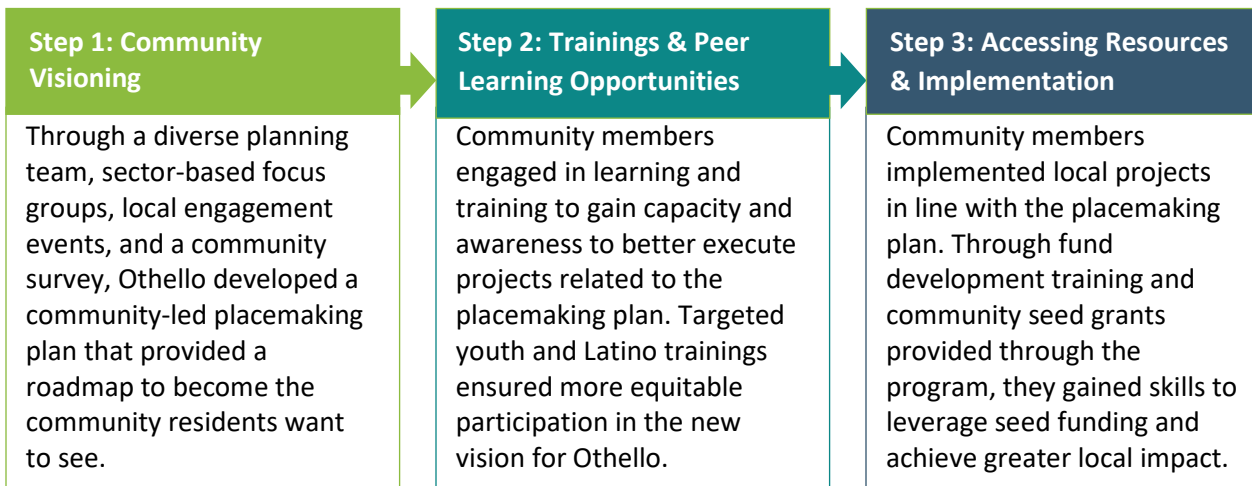 Step 1: Community
Visioning
Through a diverse planning
team, sector-based focus
groups, local engagement
events, and a community
survey, Othello developed a
community-led placemaking
plan that provided a
roadmap to become the
community residents want
to see.
Step 2: Trainings & Peer
Learning Opportunities
Community members
engaged in learning and
training to gain capacity and
awareness to better execute
projects related to the
placemaking plan. Targeted
youth and Latino trainings
ensured more equitable
participation in the new
vision for Othello.
Step 3: Accessing Resources
& Implementation
Community members
implemented local projects
in line with the placemaking
plan. Through fund
development training and
community seed grants
provided through the
program, they gained skills to
leverage seed funding and
achieve greater local impact.